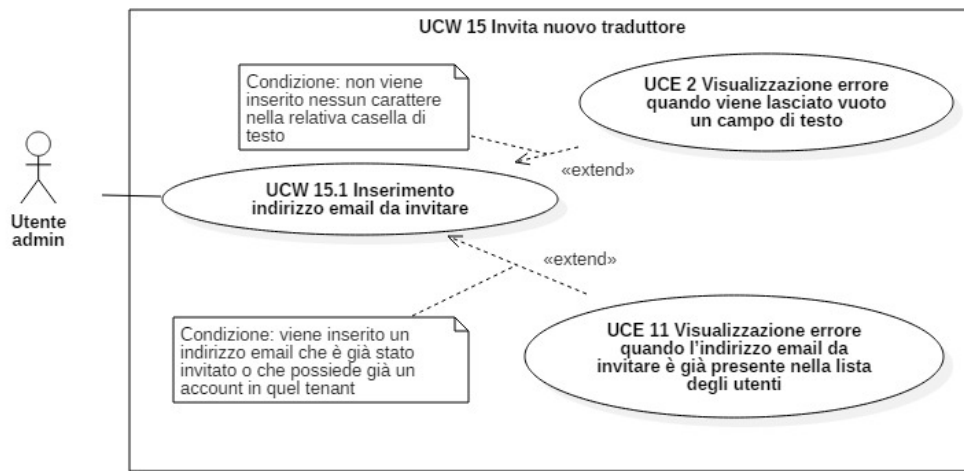 UCW 15 Invita nuovo traduttore
Condizione: non viene
inserito nessun carattere
nella relativa casella di
testo
UCE 2 Visualizzazione errore
quando viene lasciato vuoto
un campo di testo
«extend»
UCW 15.1 Inserimento
indirizzo email da invitare
Utente
admin
«extend»
Condizione: viene inserito un
indirizzo email che è già stato
invitato o che possiede già un
account in quel tenant
UCE 11 Visualizzazione errore
quando l'indirizzo email da
invitare è già presente nella lista
degli utenti